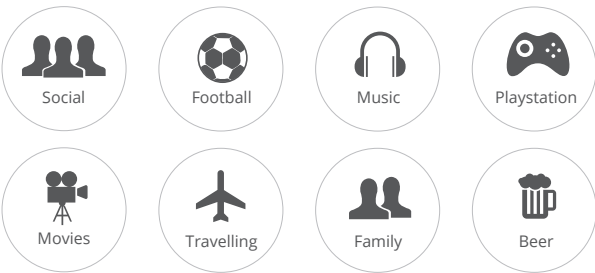 Social
Football
Music
Playstation
Movies
Travelling
Family
Beer